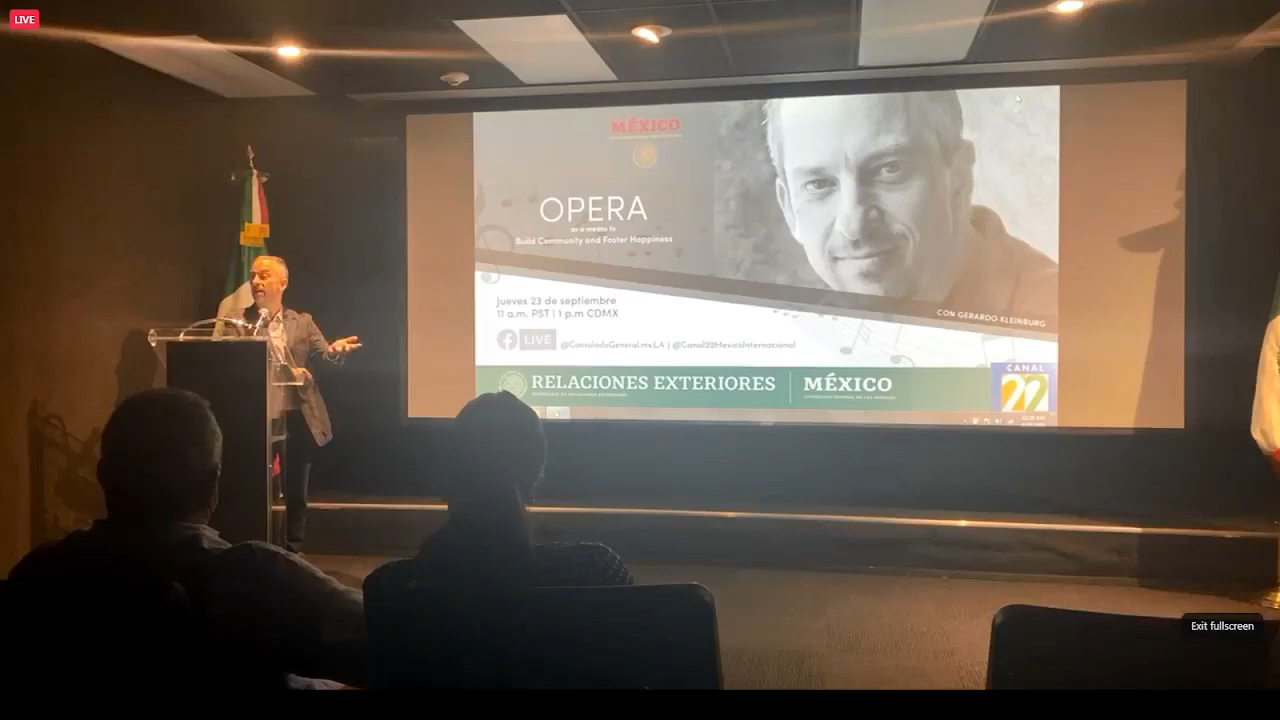 LIVE
MÉXICO
OPERA
as a means to
Build Community and Foster Happiness
Jueves 23 de septiembre
11 a.m. PST | 1 p.m CDMX
CON GERARDO KLEINBURG
LIVE @ConsuladoGeneral.mx.LA | @Canal22MexicoInternacional
RELACIONES EXTERIORES
MÉXICO
CANAL
22
Exit fullscreen